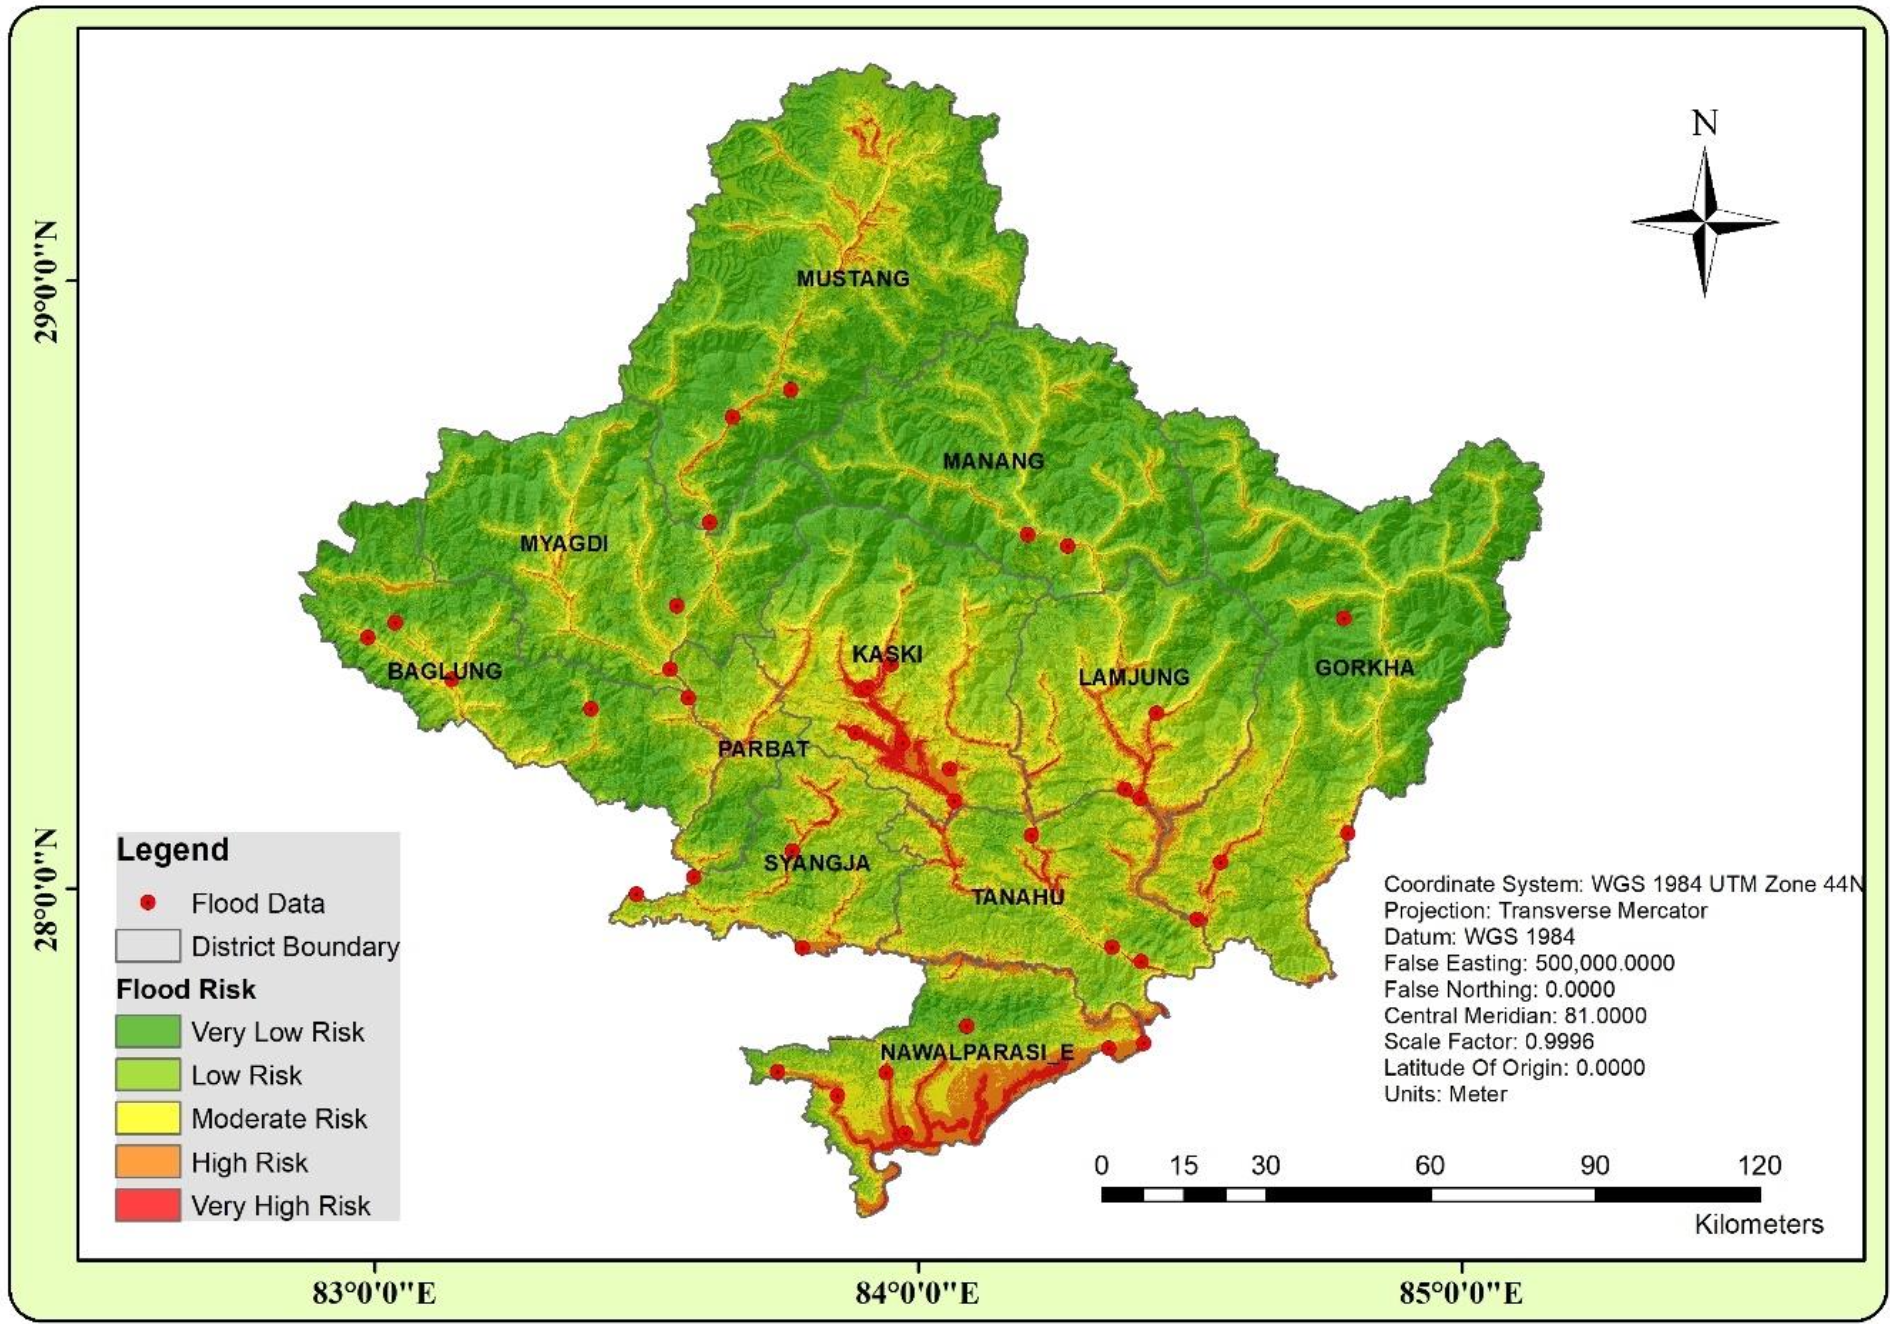 N
29°0'0"N
28°0'0"N
MUSTANG
MANANG
MYAGDI
KASKI
BAGLUNG
LAMJUNG
GORKHA
PARBAT
SYANGJA
TANAHU
NAWALPARASI_E
Legend
Flood Data
District Boundary
Flood Risk
Very Low Risk
Low Risk
Moderate Risk
High Risk
Very High Risk
Coordinate System: WGS 1984 UTM Zone 44N
Projection: Transverse Mercator
Datum: WGS 1984
False Easting: 500,000.0000
False Northing: 0.0000
Central Meridian: 81.0000
Scale Factor: 0.9996
Latitude Of Origin: 0.0000
Units: Meter
0 15 30 60 90 120
Kilometers
83°0'0"E 84°0'0"E 85°0'0"E